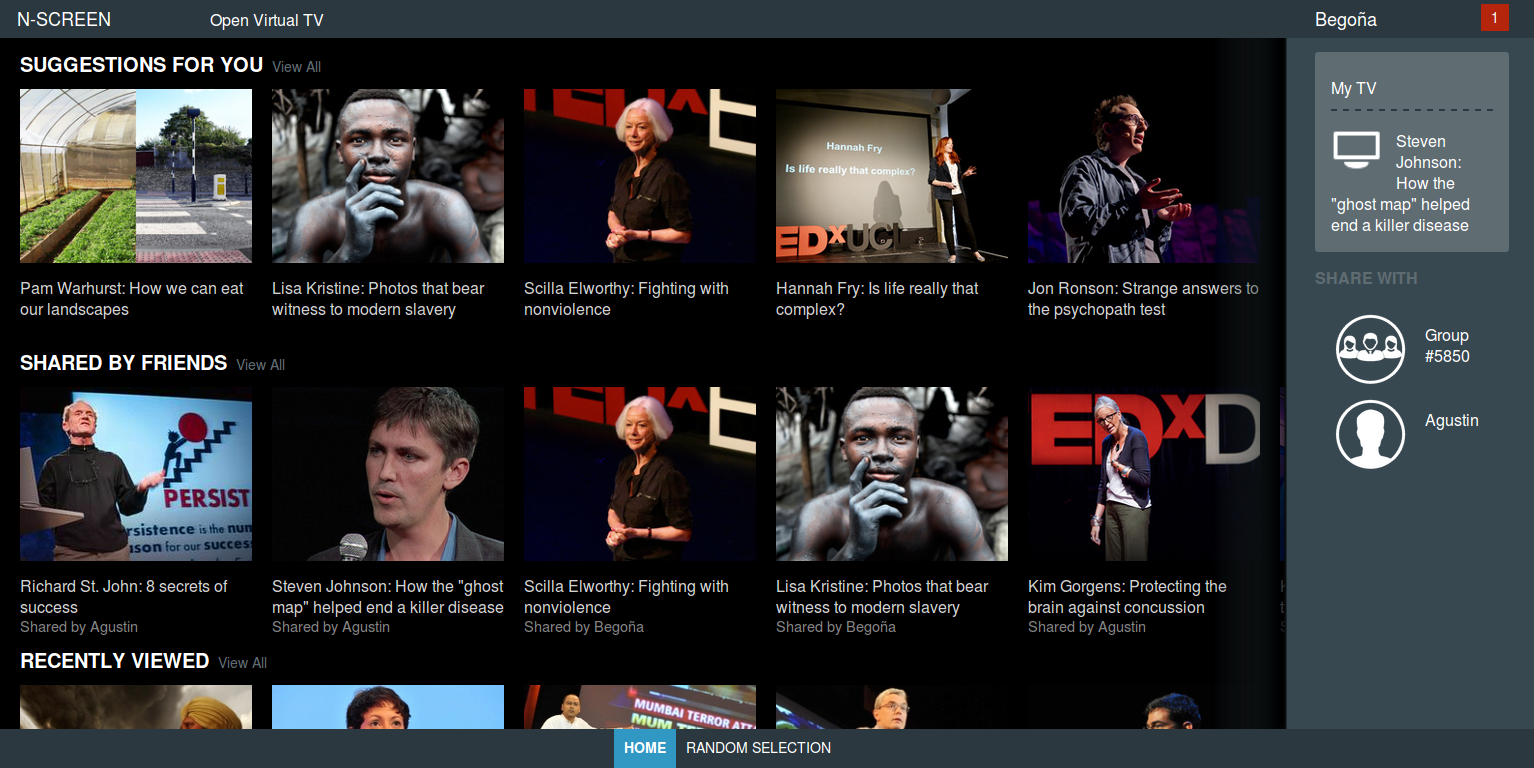 N-SCREEN
Open Virtual TV
Begoña
1
SUGGESTIONS FOR YOU View All
TEDx
E
Hannah Fry
Is life really that complex?
EDxUCL
Pam Warhurst: How we can eat
our landscapes
Lisa Kristine: Photos that bear
witness to modern slavery
Scilla Elworthy: Fighting with
nonviolence
Hannah Fry: Is life really that
complex?
Jon Ronson: Strange answers to
the psychopath test
SHARED BY FRIENDS View All
PERSIST
rsistence is the num
ason for our success
TEDx
E
EDxD
Richard St. John: 8 secrets of
success
Shared by Agustin
Steven Johnson: How the "ghost
map" helped end a killer disease
Shared by Agustin
Scilla Elworthy: Fighting with
nonviolence
Shared by Begoña
Lisa Kristine: Photos that bear
witness to modern slavery
Shared by Begoña
Kim Gorgens: Protecting the
brain against concussion
Shared by Agustin
RECENTLY VIEWED View All
MUMBAI TERROR ATTA
MUM TE
My TV
Steven
Johnson:
How the
"ghost map" helped
end a killer disease
SHARE WITH
Group
#5850
Agustin
HOME
RANDOM SELECTION